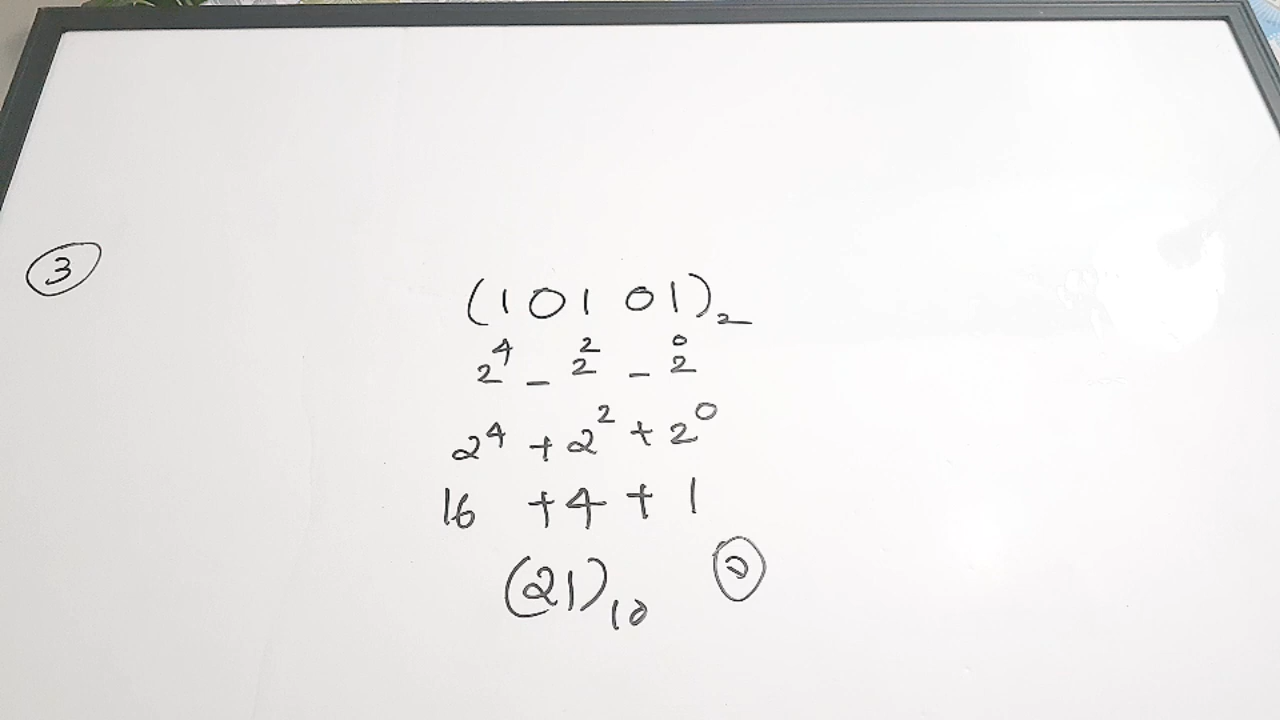 3
(10101)₂
2⁴ _ 2² _ 2⁰
2⁴ + 2² + 2⁰
16 + 4 + 1
(21)₁₀